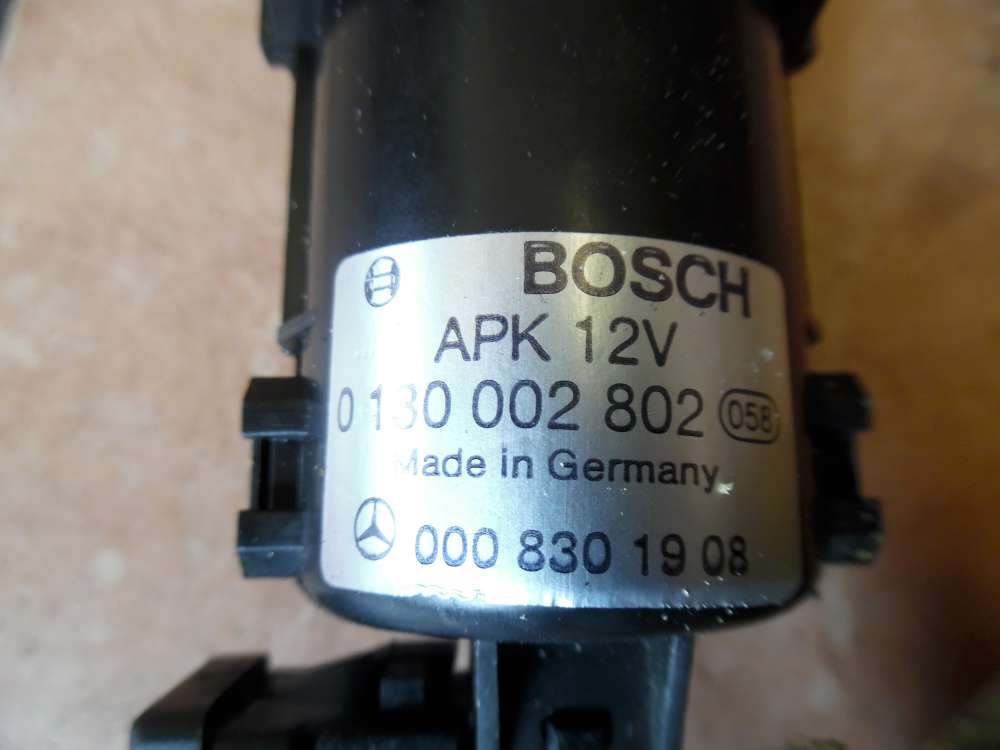 BOSCH
APK 12V
0 130 002 802 058
Made in Germany
000 830 19 08